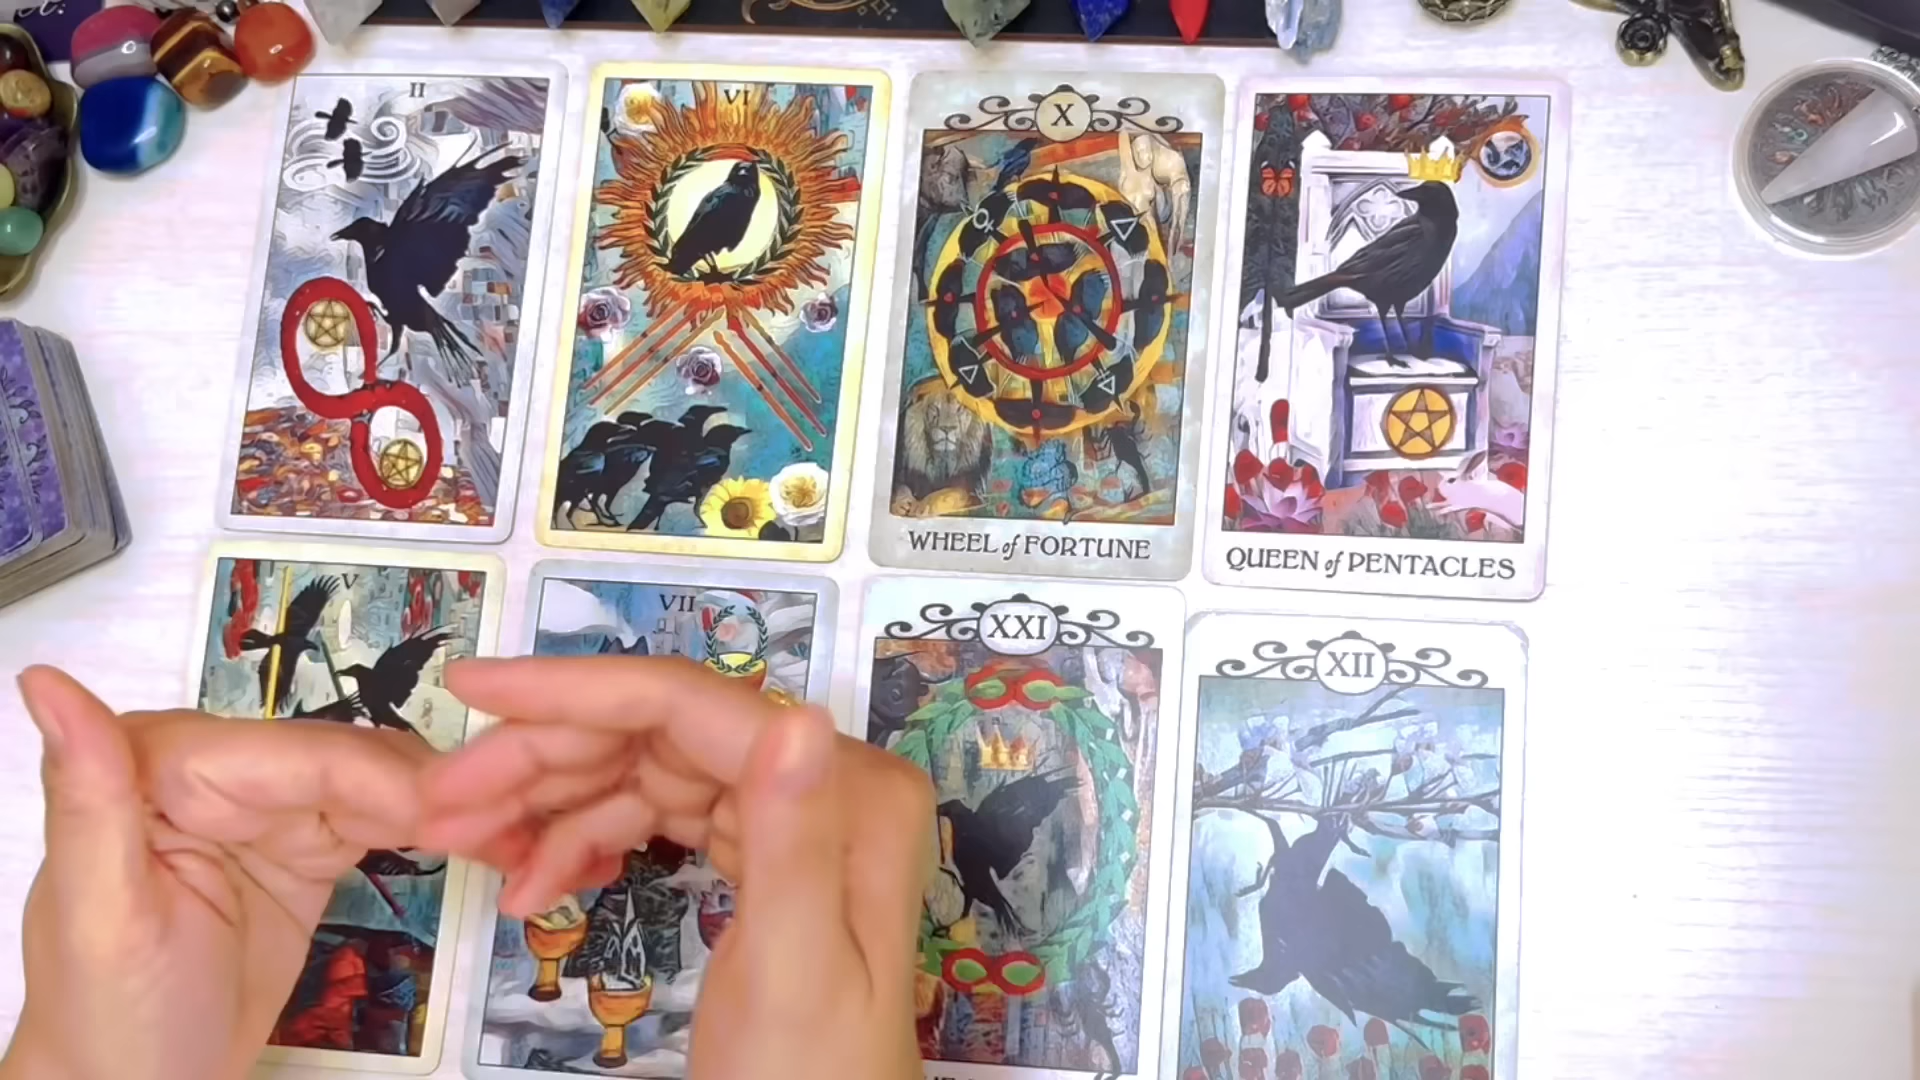 II
VI
X
WHEEL of FORTUNE
QUEEN of PENTACLES
V
VII
XXI
XII